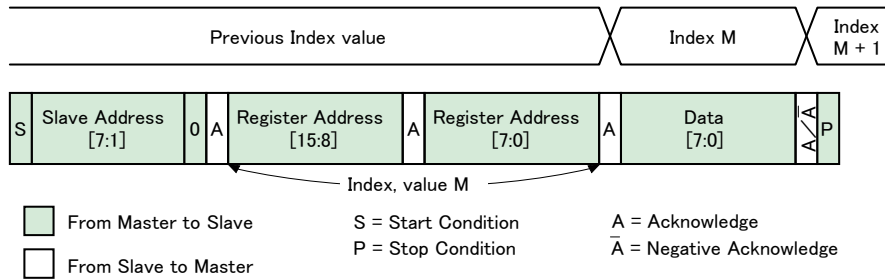 Previous Index value
Index M
Index
M + 1
S
Slave Address
[7:1]
0
A
Register Address
[15:8]
A
Register Address
[7:0]
A
Data
[7:0]
A/A̅
P
Index, value M
From Master to Slave
From Slave to Master
S = Start Condition
P = Stop Condition
A = Acknowledge
A̅ = Negative Acknowledge